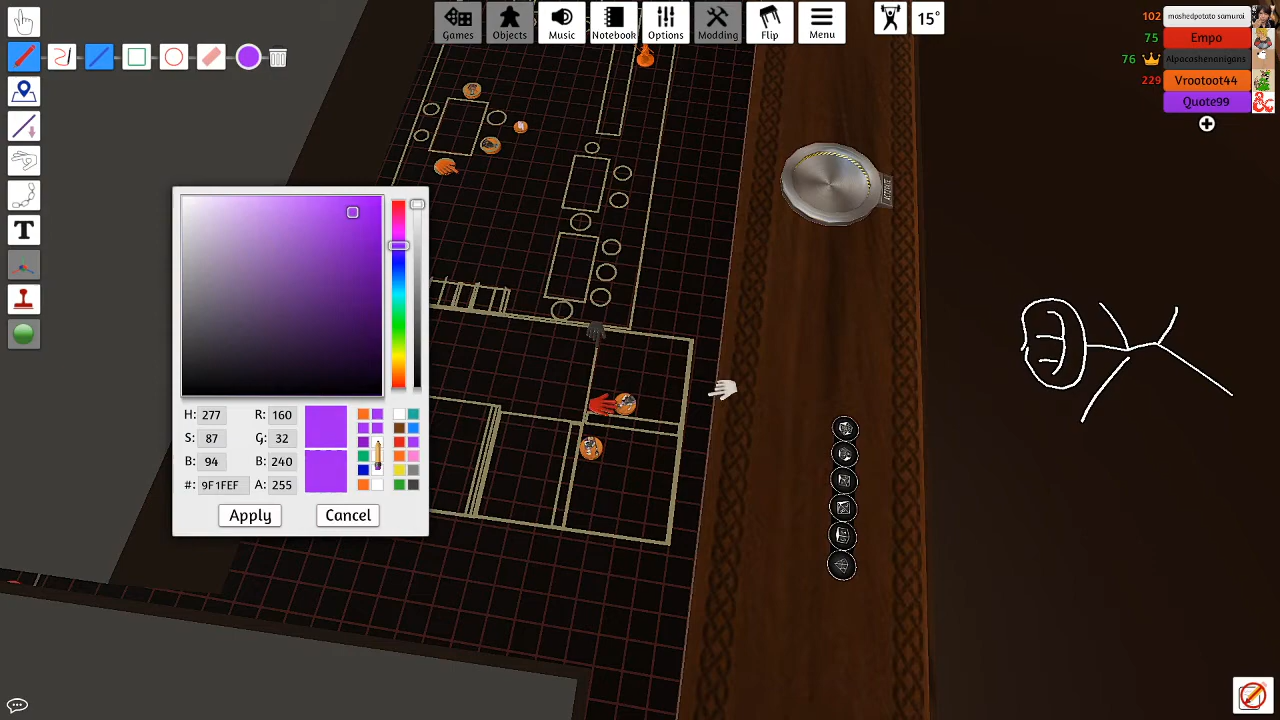 Games Objects Music Notebook Options Modding Flip Menu 15°
102 mashedpotato samurai
75 Empo
76 Alpacashenanigans
229 Vrootoot44
Quote99
T
H: 277 R: 160
S: 87 G: 32
B: 94 B: 240
#: 9F1FEF A: 255
Apply Cancel